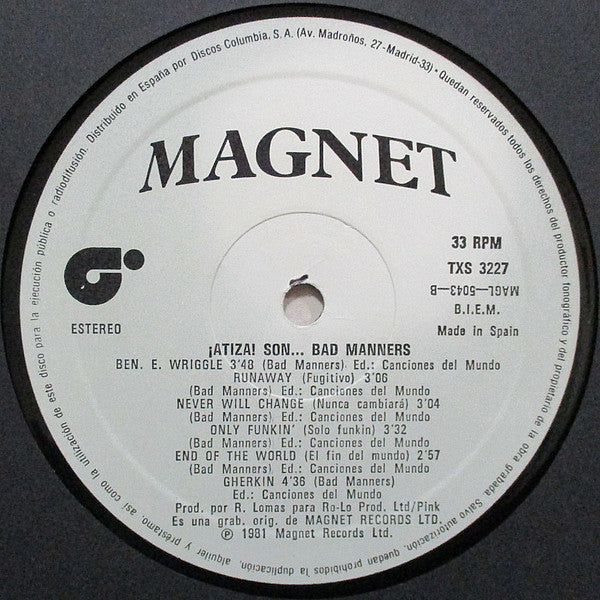 Distribuido en España por Discos Columbia, S.A. (Av. Madroños, 27-Madrid-33) • Quedan reservados todos los derechos del productor fonográfico y del propietario de la obra grabada. Salvo autorización, quedan prohibidos la duplicación, alquiler y préstamo, así como la utilización de este disco para la ejecución pública o radiodifusión.
MAGNET
33 RPM
TXS 3227
MAGL-5043-B
B.I.E.M.
Made in Spain
ESTEREO
¡ATIZA! SON... BAD MANNERS
BEN. E. WRIGGLE 3'48 (Bad Manners) Ed.: Canciones del Mundo
RUNAWAY (Fugitivo) 3'06
(Bad Manners) Ed.: Canciones del Mundo
NEVER WILL CHANGE (Nunca cambiará) 3'04
(Bad Manners) Ed.: Canciones del Mundo
ONLY FUNKIN' (Solo funkin) 3'32
(Bad Manners) Ed.: Canciones del Mundo
END OF THE WORLD (El fin del mundo) 2'57
(Bad Manners) Ed.: Canciones del Mundo
GHERKIN 4'36 (Bad Manners)
Ed.: Canciones del Mundo
Prod. por R. Lomas para Ro-Lo Prod. Ltd/Pink
Es una grab. orig. de MAGNET RECORDS LTD.
℗ 1981 Magnet Records Ltd.